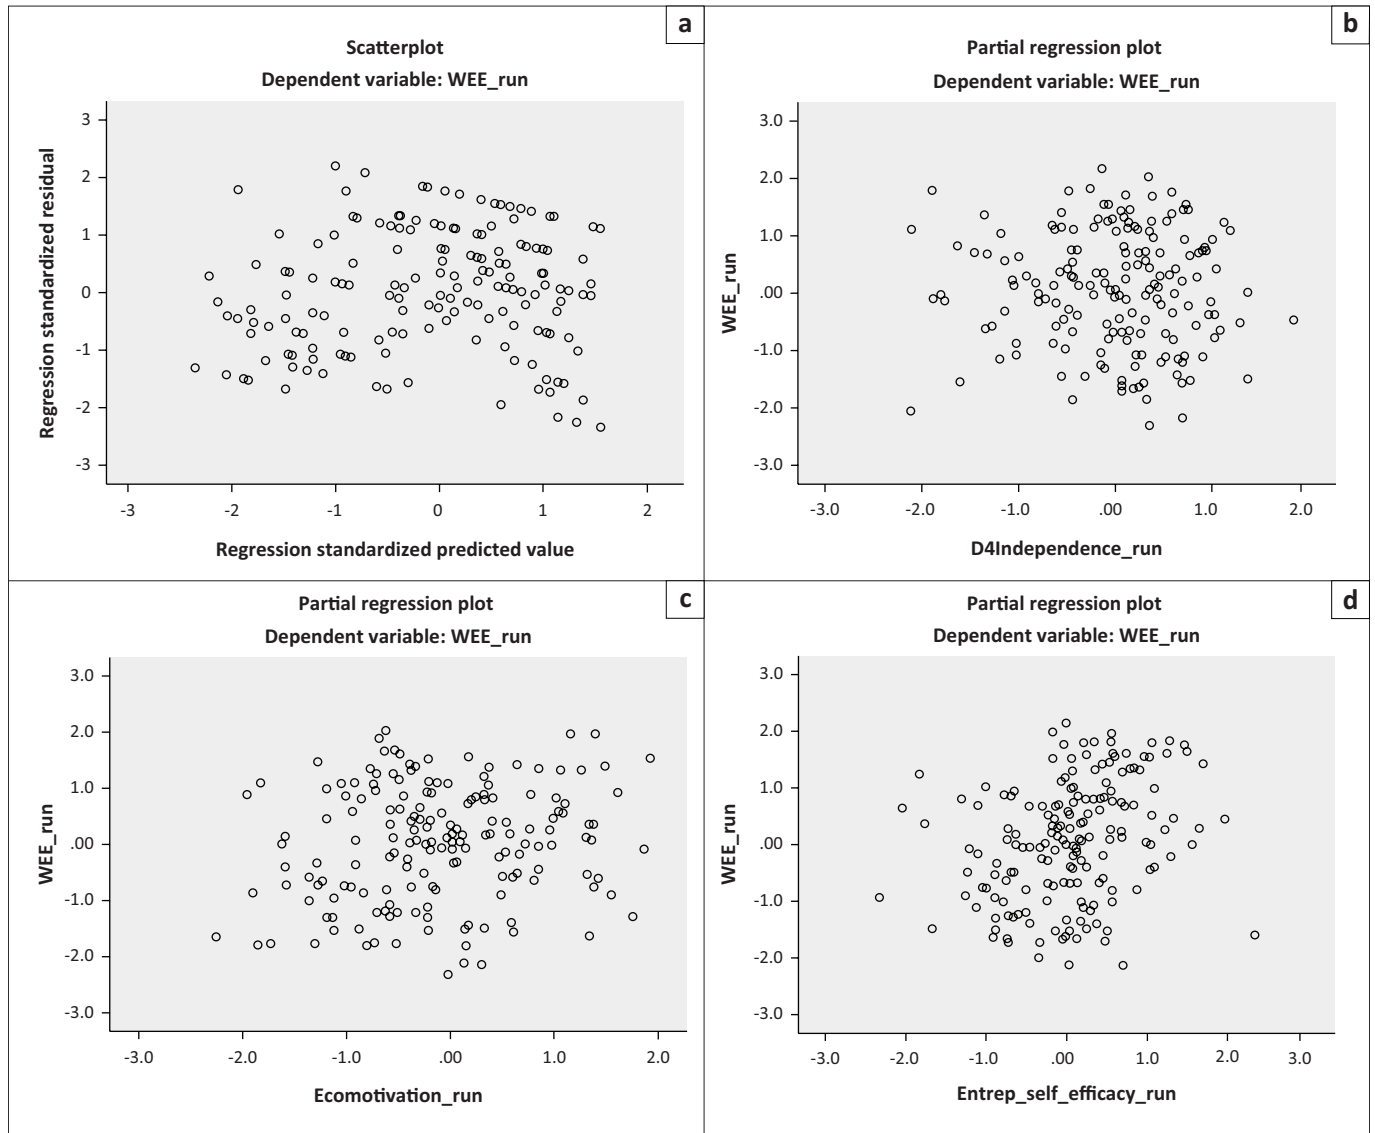 a
Scatterplot
Dependent variable: WEE_run
3
2
1
0
-1
-2
-3
Regression standardized residual
-3
-2
-1
0
1
2
Regression standardized predicted value
b
Partial regression plot
Dependent variable: WEE_run
3.0
2.0
1.0
.00
-1.0
-2.0
-3.0
WEE_run
-3.0
-2.0
-1.0
.00
1.0
2.0
D4Independence_run
c
Partial regression plot
Dependent variable: WEE_run
3.0
2.0
1.0
.00
-1.0
-2.0
-3.0
WEE_run
-3.0
-2.0
-1.0
.00
1.0
2.0
Ecomotivation_run
d
Partial regression plot
Dependent variable: WEE_run
3.0
2.0
1.0
.00
-1.0
-2.0
-3.0
WEE_run
-3.0
-2.0
-1.0
.00
1.0
2.0
3.0
Entrep_self_efficacy_run